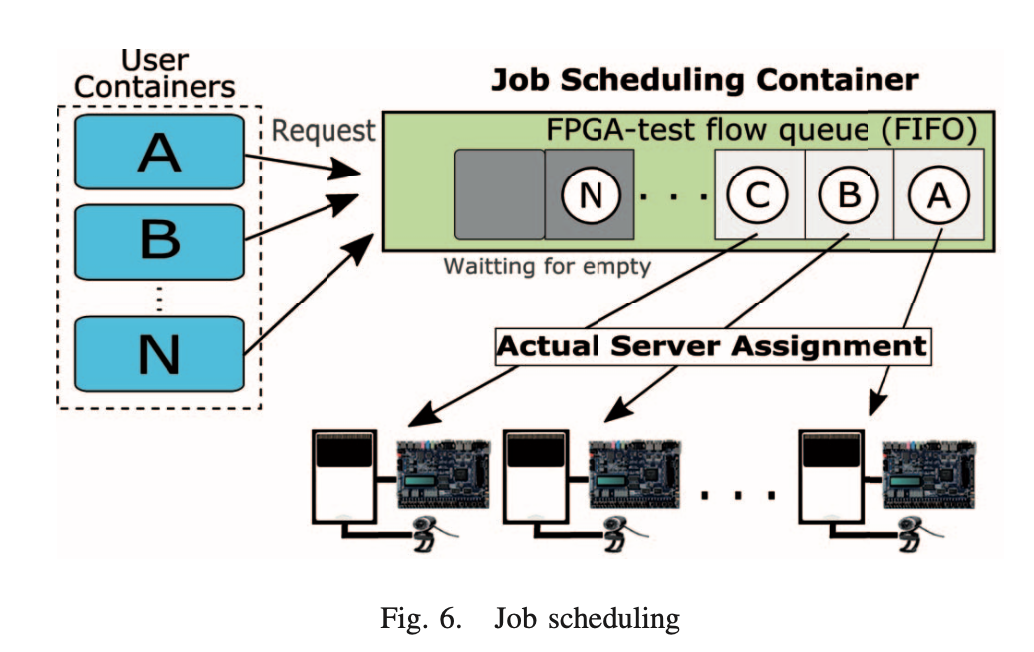 User
Containers
Job Scheduling Container
A
Request
FPGA-test flow queue (FIFO)
N
. . .
C
B
A
B
Waitting for empty
N
Actual Server Assignment
. . .
Fig. 6. Job scheduling